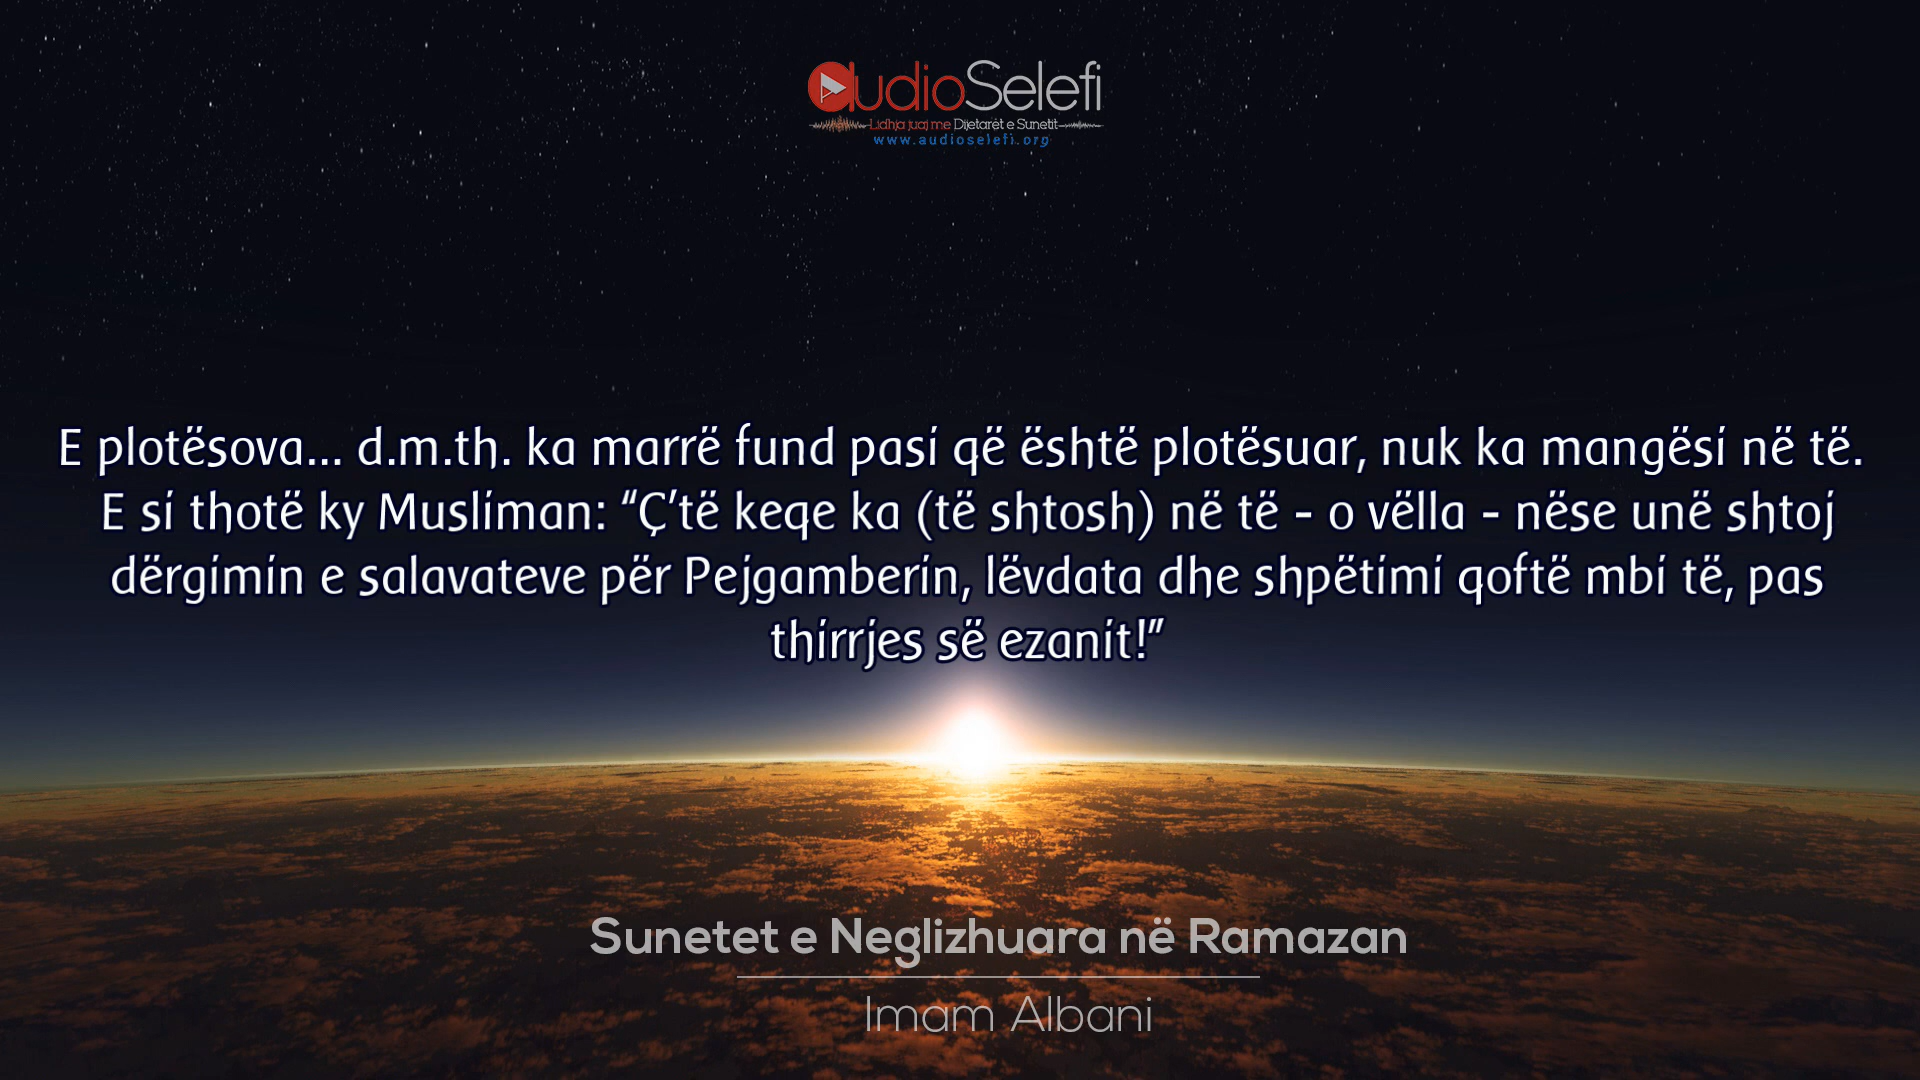 audioSelefi
Lidhja juaj me Dijetarët e Sunetit
www.audioselefi.org
E plotësova... d.m.th. ka marrë fund pasi që është plotësuar, nuk ka mangësi në të.
E si thotë ky Musliman: “Ç’të keqe ka (të shtosh) në të - o vëlla - nëse unë shtoj
dërgimin e salavateve për Pejgamberin, lëvdata dhe shpëtimi qoftë mbi të, pas
thirrjes së ezanit!”
Sunetet e Neglizhuara në Ramazan
Imam Albani